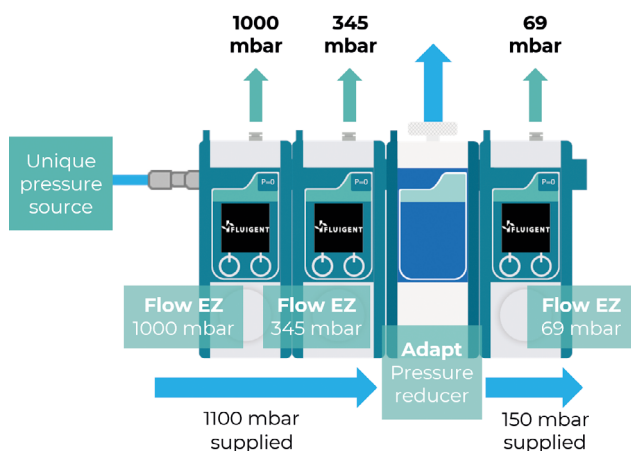 1000
mbar
345
mbar
69
mbar
Unique
pressure
source
P=0
P=0
P=0
FLUIGENT
FLUIGENT
FLUIGENT
Flow EZ
1000 mbar
Flow EZ
345 mbar
Flow EZ
69 mbar
Adapt
Pressure
reducer
1100 mbar
supplied
150 mbar
supplied